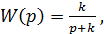 W(p) = k/(p+k),